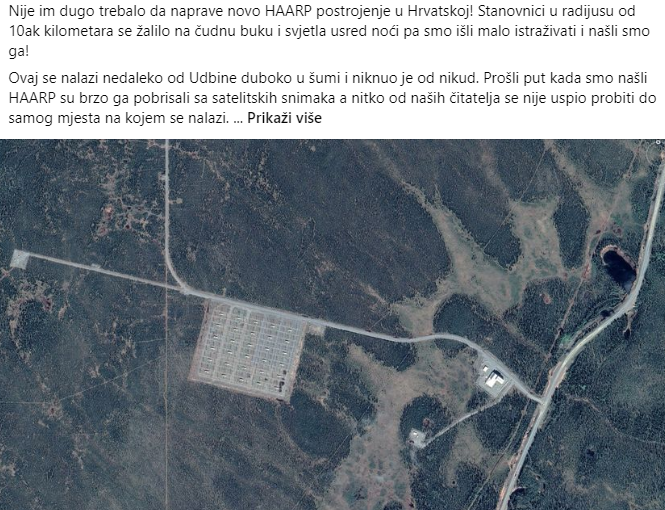 Nije im dugo trebalo da naprave novo HAARP postrojenje u Hrvatskoj! Stanovnici u radijusu od
10ak kilometara se žalilo na čudnu buku i svjetla usred noći pa smo išli malo istraživati i našli smo
ga!
Ovaj se nalazi nedaleko od Udbine duboko u šumi i niknuo je od nikud. Prošli put kada smo našli
HAARP su brzo ga pobrisali sa satelitskih snimaka a nitko od naših čitatelja se nije uspio probiti do
samog mjesta na kojem se nalazi. ... Prikaži više